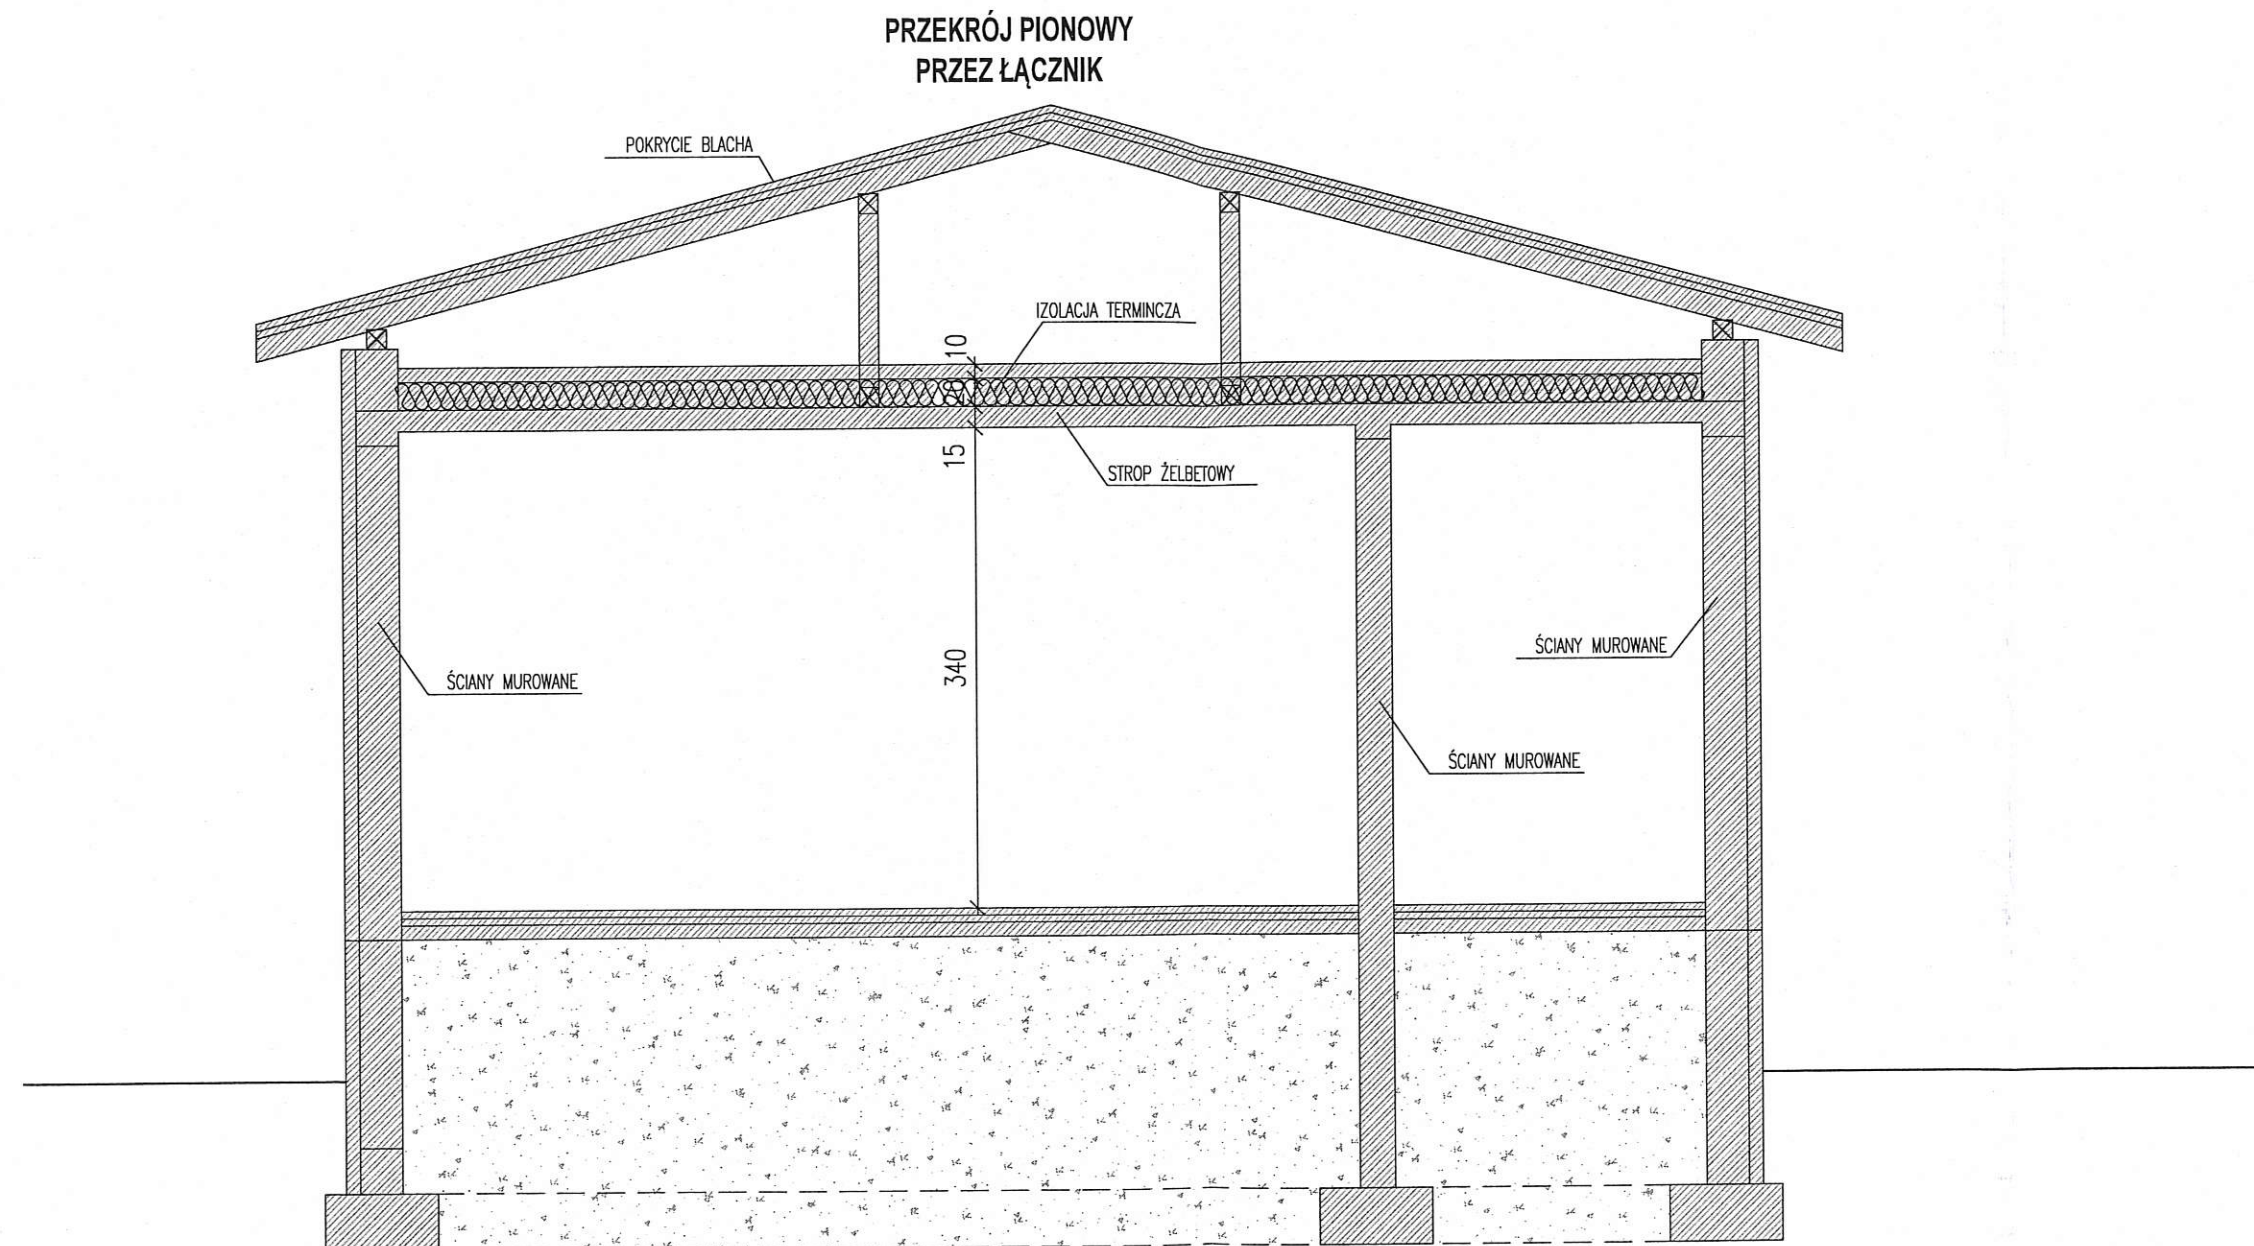 PRZEKRÓJ PIONOWY
PRZEZ ŁĄCZNIK
POKRYCIE BLACHA
IZOLACJA TERMINCZA
10
20
15
STROP ŻELBETOWY
340
ŚCIANY MUROWANE
ŚCIANY MUROWANE
ŚCIANY MUROWANE